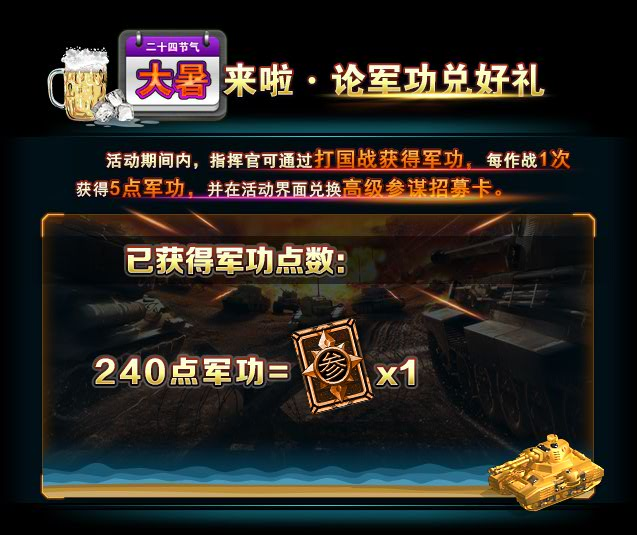 二十四节气
大暑 来啦·论军功兑好礼
活动期间内，指挥官可通过打国战获得军功，每作战1次
获得5点军功，并在活动界面兑换高级参谋招募卡。
已获得军功点数:
240点军功= 参 x1